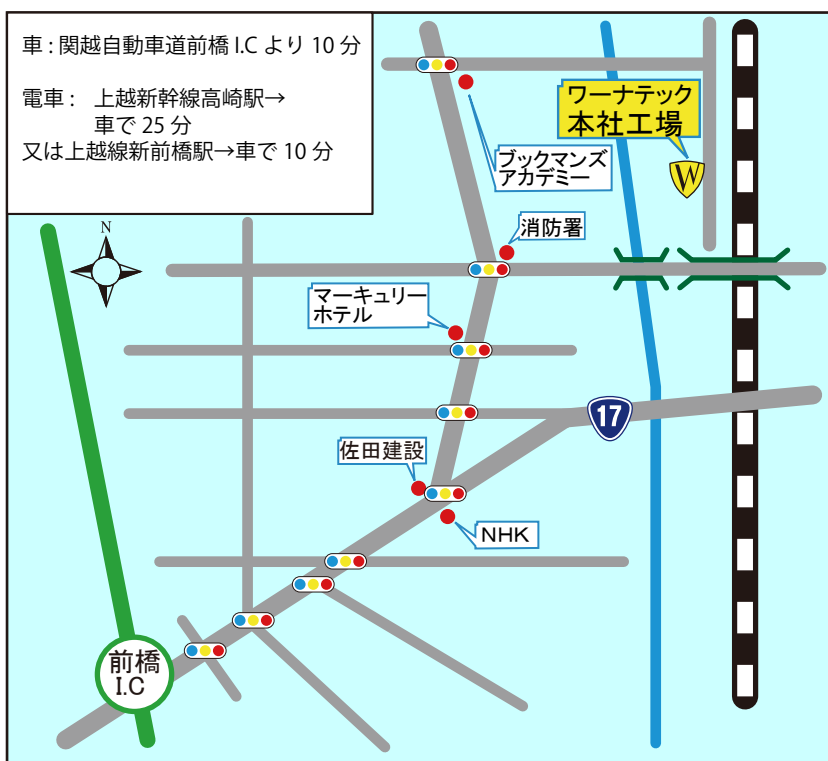 車 : 関越自動車道前橋 I.C より 10 分
電車 : 上越新幹線高崎駅→
車で 25 分
又は上越線新前橋駅→車で 10 分
ワーナテック
本社工場
W
ブックマンズ
アカデミー
消防署
N
マーキュリー
ホテル
17
佐田建設
NHK
前橋
I.C